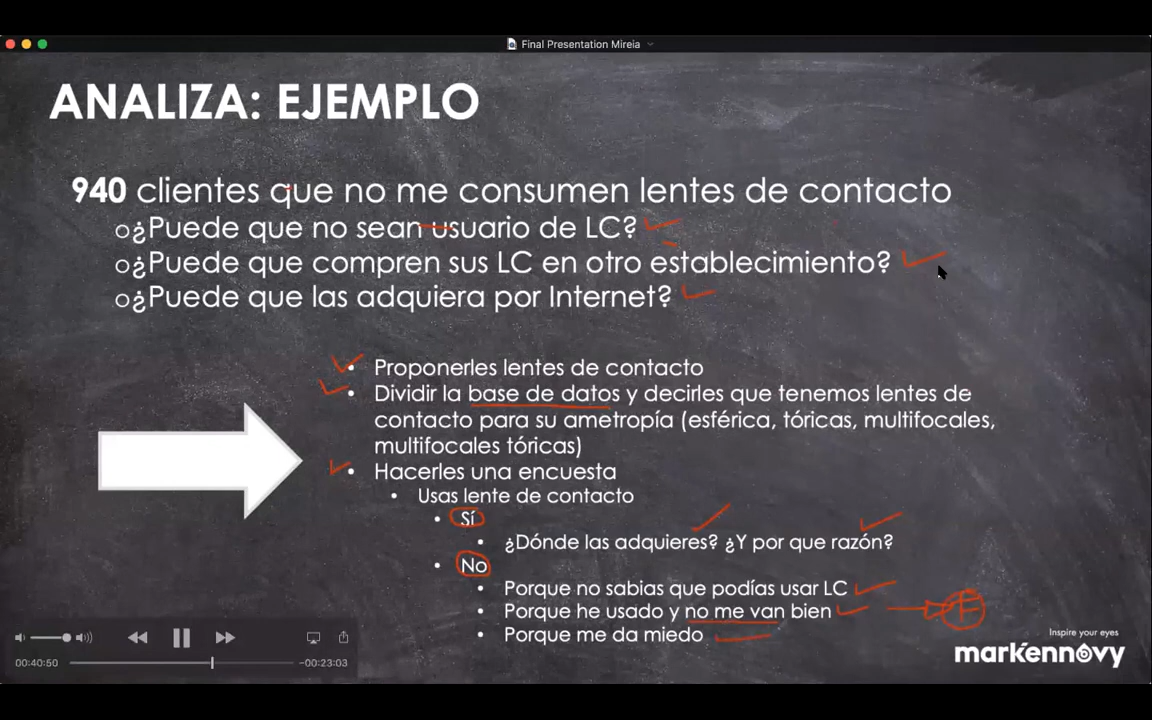 Final Presentation Mireia
ANALIZA: EJEMPLO
940 clientes que no me consumen lentes de contacto
o¿Puede que no sean usuario de LC?
o¿Puede que compren sus LC en otro establecimiento?
o¿Puede que las adquiera por Internet?
• Proponerles lentes de contacto
• Dividir la base de datos y decirles que tenemos lentes de
contacto para su ametropía (esférica, tóricas, multifocales,
multifocales tóricas)
• Hacerles una encuesta
• Usas lente de contacto
• Sí
• ¿Dónde las adquieres? ¿Y por que razón?
• No
• Porque no sabias que podías usar LC
• Porque he usado y no me van bien
F
• Porque me da miedo
Inspire your eyes
markennovy
00:40:50
−00:23:03